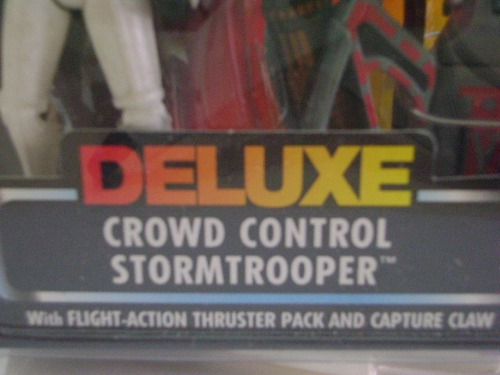 DELUXE
CROWD CONTROL
STORMTROOPER™
With FLIGHT-ACTION THRUSTER PACK AND CAPTURE CLAW